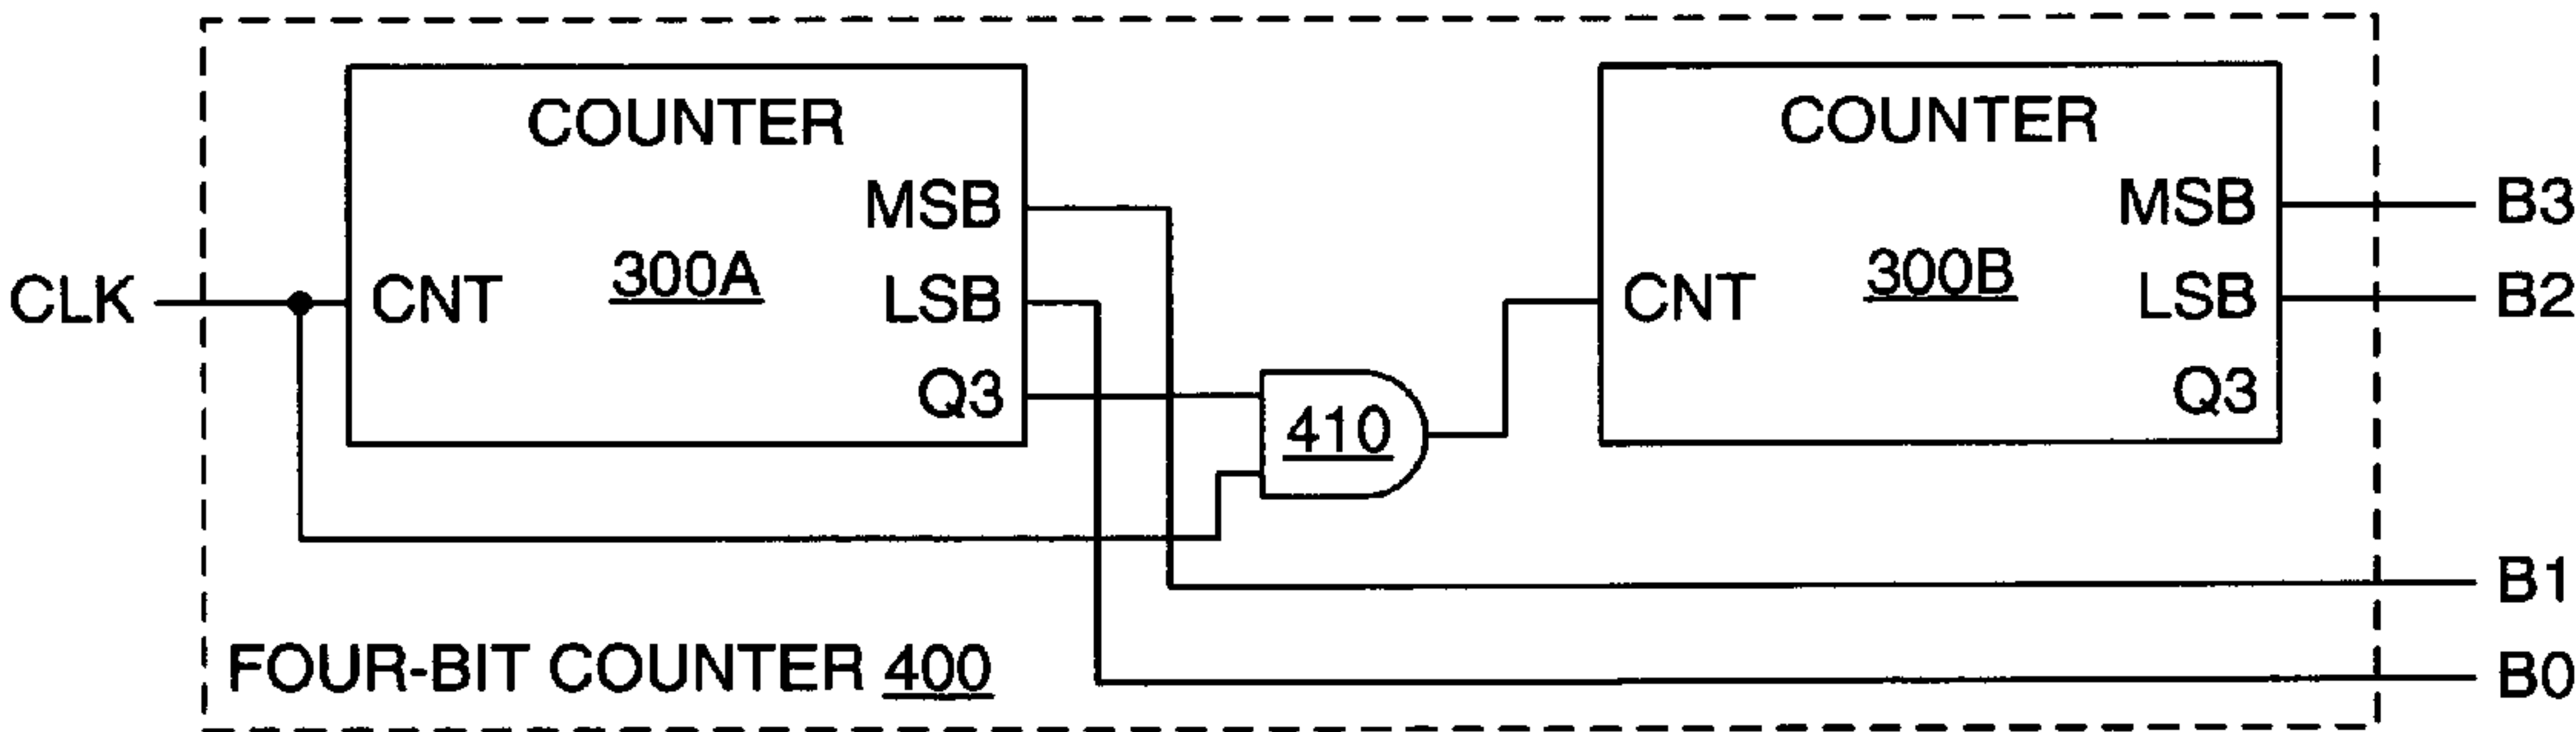 COUNTER
MSB
CLK
CNT
300A
LSB
Q3
410
COUNTER
MSB
B3
CNT
300B
LSB
B2
Q3
B1
FOUR-BIT COUNTER 400
B0